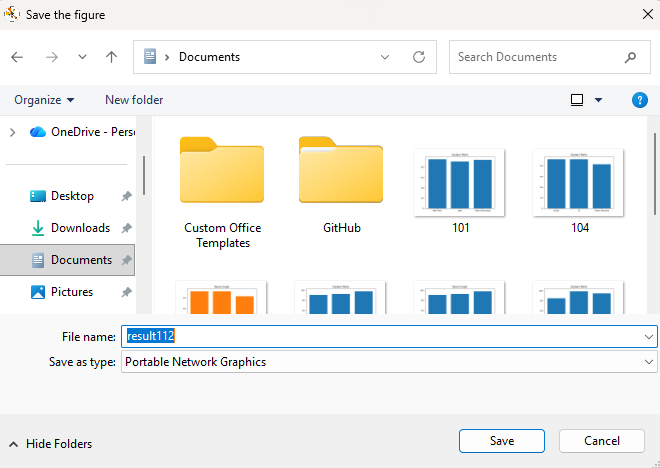 Save the figure
Documents
Search Documents
Organize
New folder
OneDrive - Perso
Desktop
Downloads
Documents
Pictures
Custom Office
Templates
GitHub
101
104
File name:
result112
Save as type:
Portable Network Graphics
Hide Folders
Save
Cancel